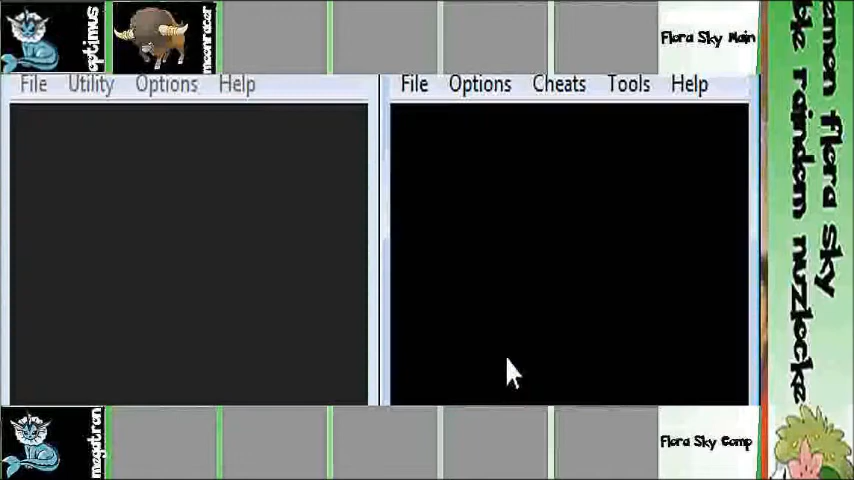 optimus
moonracer
Flora Sky Main
File Utility Options Help
File Options Cheats Tools Help
flora sky
nuzlocke
megatron
Flora Sky Comp